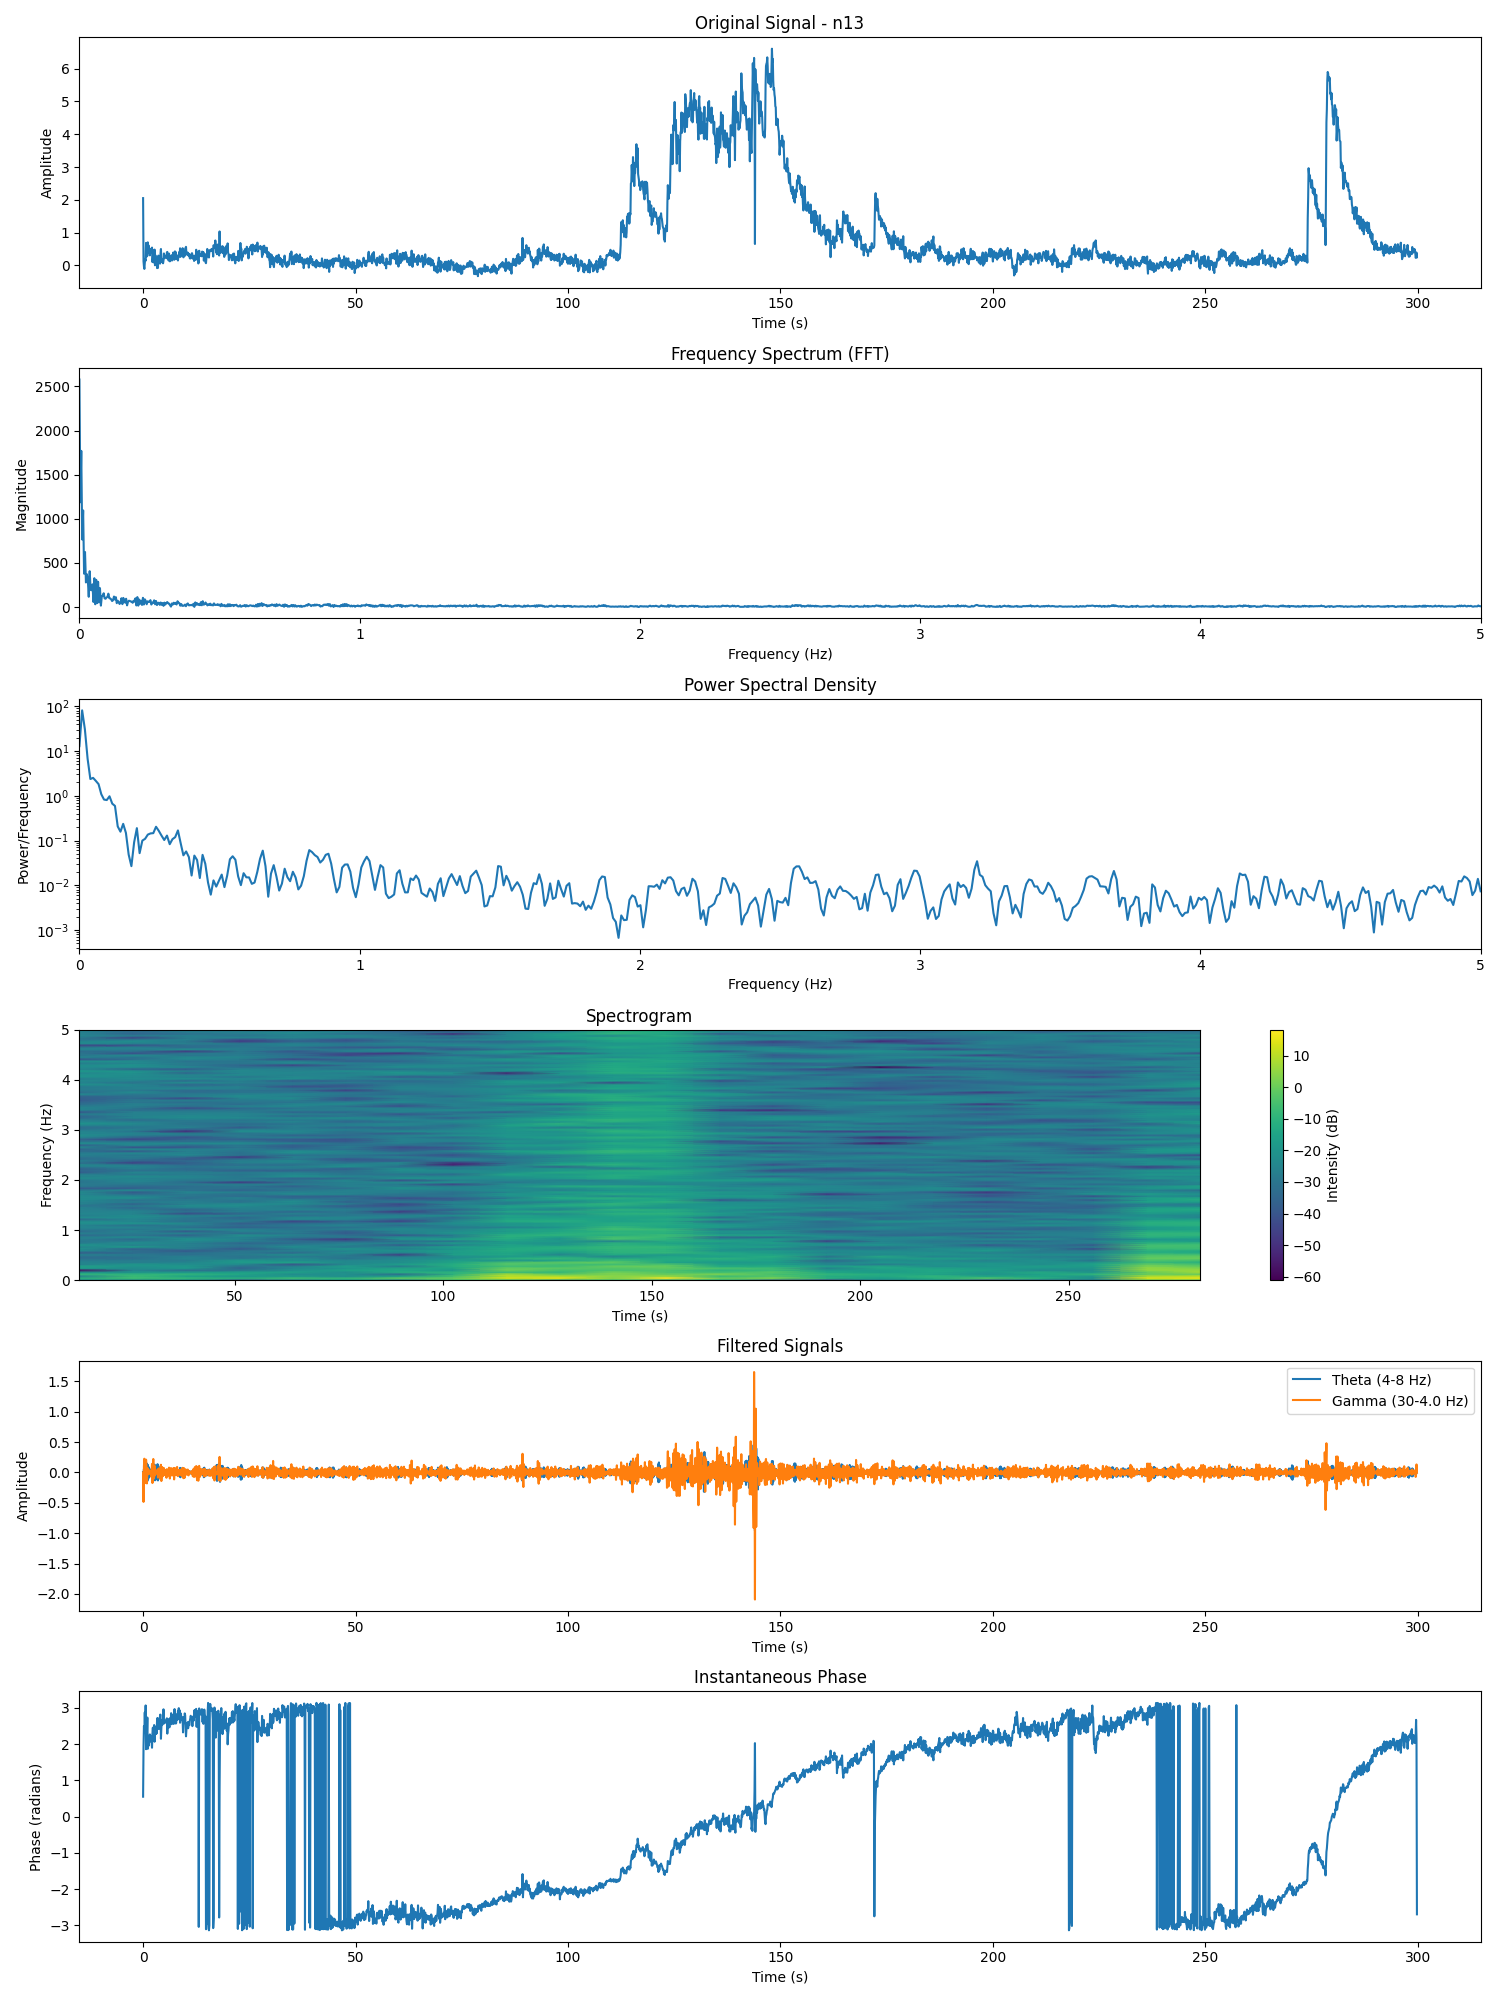 Original Signal - n13
6
5
4
3
2
1
0
Amplitude
0 50 100 150 200 250 300
Time (s)
Frequency Spectrum (FFT)
2500
2000
1500
1000
500
0
Magnitude
0 1 2 3 4 5
Frequency (Hz)
Power Spectral Density
10²
10¹
10⁰
10⁻¹
10⁻²
10⁻³
Power/Frequency
0 1 2 3 4 5
Frequency (Hz)
Spectrogram
5
4
3
2
1
0
Frequency (Hz)
50 100 150 200 250
Time (s)
10
0
−10
−20
−30
−40
−50
−60
Intensity (dB)
Filtered Signals
Theta (4-8 Hz)
Gamma (30-4.0 Hz)
1.5
1.0
0.5
0.0
−0.5
−1.0
−1.5
−2.0
Amplitude
0 50 100 150 200 250 300
Time (s)
Instantaneous Phase
3
2
1
0
−1
−2
−3
Phase (radians)
0 50 100 150 200 250 300
Time (s)